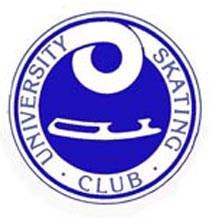 UNIVERSITY SKATING
· CLUB ·